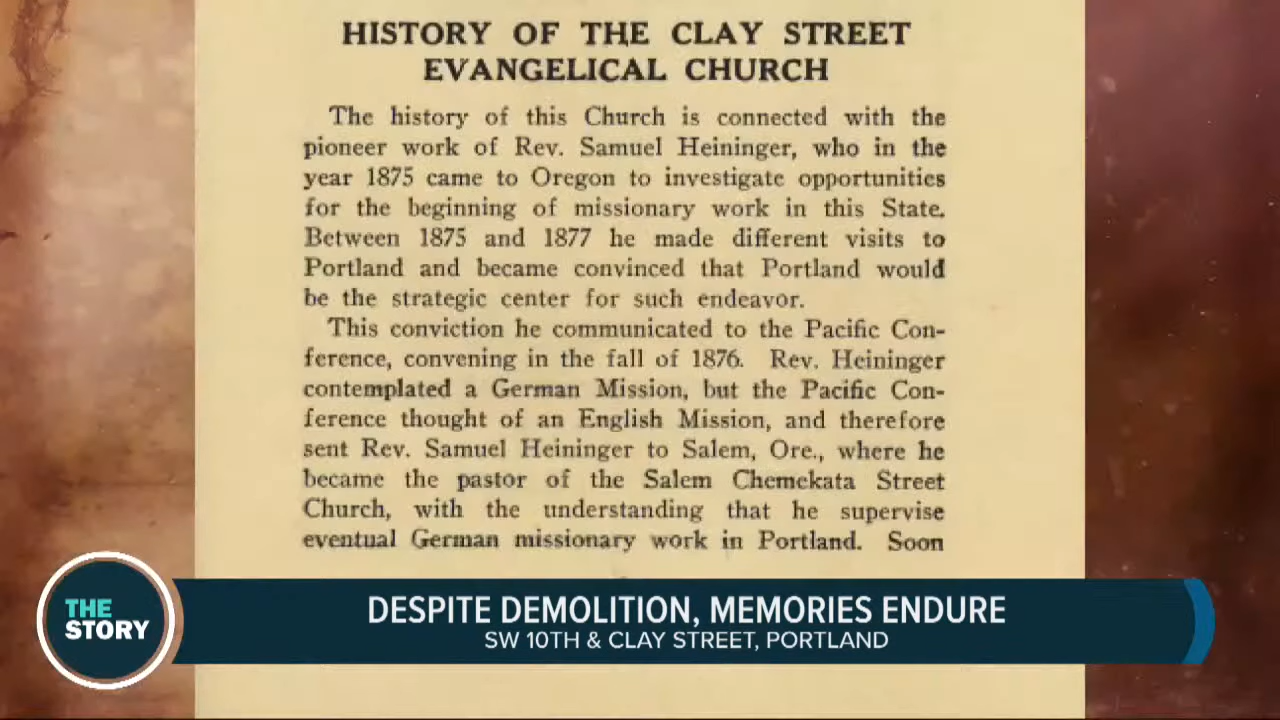 HISTORY OF THE CLAY STREET
EVANGELICAL CHURCH
The history of this Church is connected with the
pioneer work of Rev. Samuel Heininger, who in the
year 1875 came to Oregon to investigate opportunities
for the beginning of missionary work in this State.
Between 1875 and 1877 he made different visits to
Portland and became convinced that Portland would
be the strategic center for such endeavor.
This conviction he communicated to the Pacific Con-
ference, convening in the fall of 1876. Rev. Heininger
contemplated a German Mission, but the Pacific Con-
ference thought of an English Mission, and therefore
sent Rev. Samuel Heininger to Salem, Ore., where he
became the pastor of the Salem Chemekata Street
Church, with the understanding that he supervise
eventual German missionary work in Portland. Soon
THE
STORY
DESPITE DEMOLITION, MEMORIES ENDURE
SW 10TH & CLAY STREET, PORTLAND